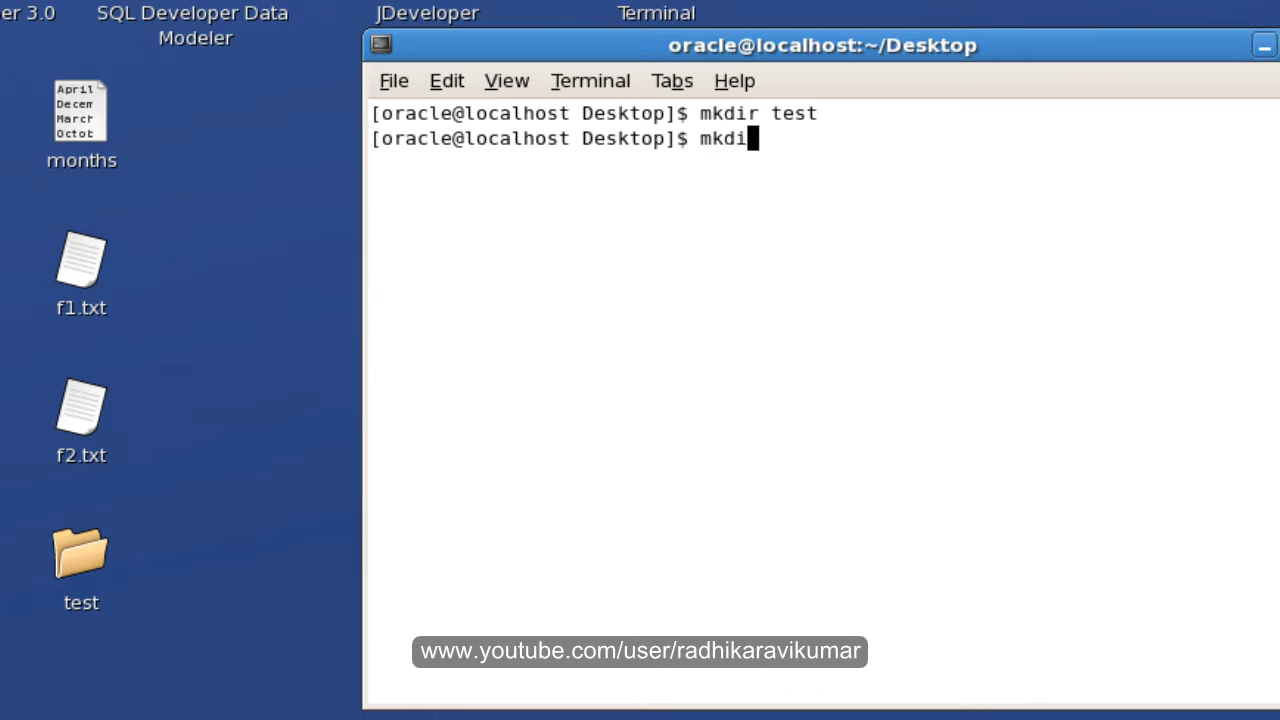 er 3.0
SQL Developer Data
Modeler
JDeveloper
Terminal
oracle@localhost:~/Desktop
File Edit View Terminal Tabs Help
[oracle@localhost Desktop]$ mkdir test
[oracle@localhost Desktop]$ mkdi
April
Decem
March
Octot
months
f1.txt
f2.txt
test
www.youtube.com/user/radhikaravikumar